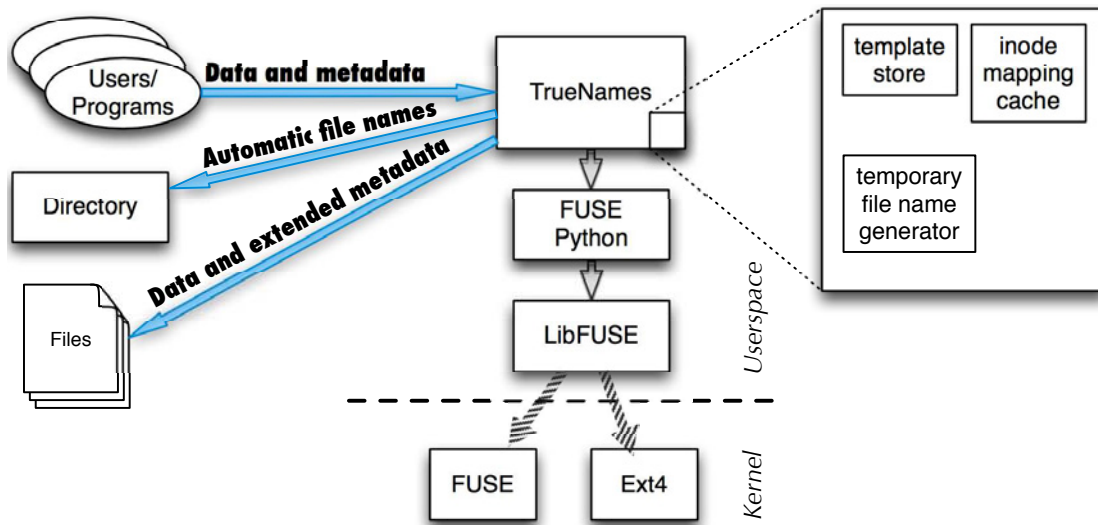 Users/
Programs
Data and metadata
TrueNames
template
store
inode
mapping
cache
Automatic file names
Directory
Data and extended metadata
FUSE
Python
temporary
file name
generator
Files
LibFUSE
Userspace
FUSE
Ext4
Kernel